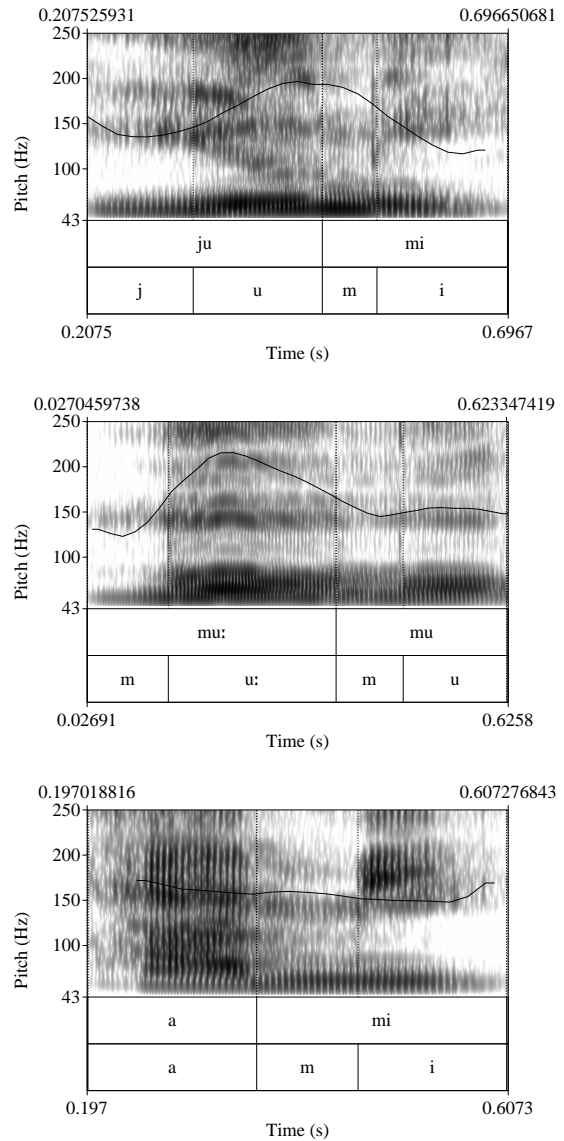 0.207525931 0.696650681
250
200
150
100
43
Pitch (Hz)
ju mi
j u m i
0.2075 0.6967
Time (s)
0.0270459738 0.623347419
250
200
150
100
43
Pitch (Hz)
muː mu
m uː m u
0.02691 0.6258
Time (s)
0.197018816 0.607276843
250
200
150
100
43
Pitch (Hz)
a mi
a m i
0.197 0.6073
Time (s)